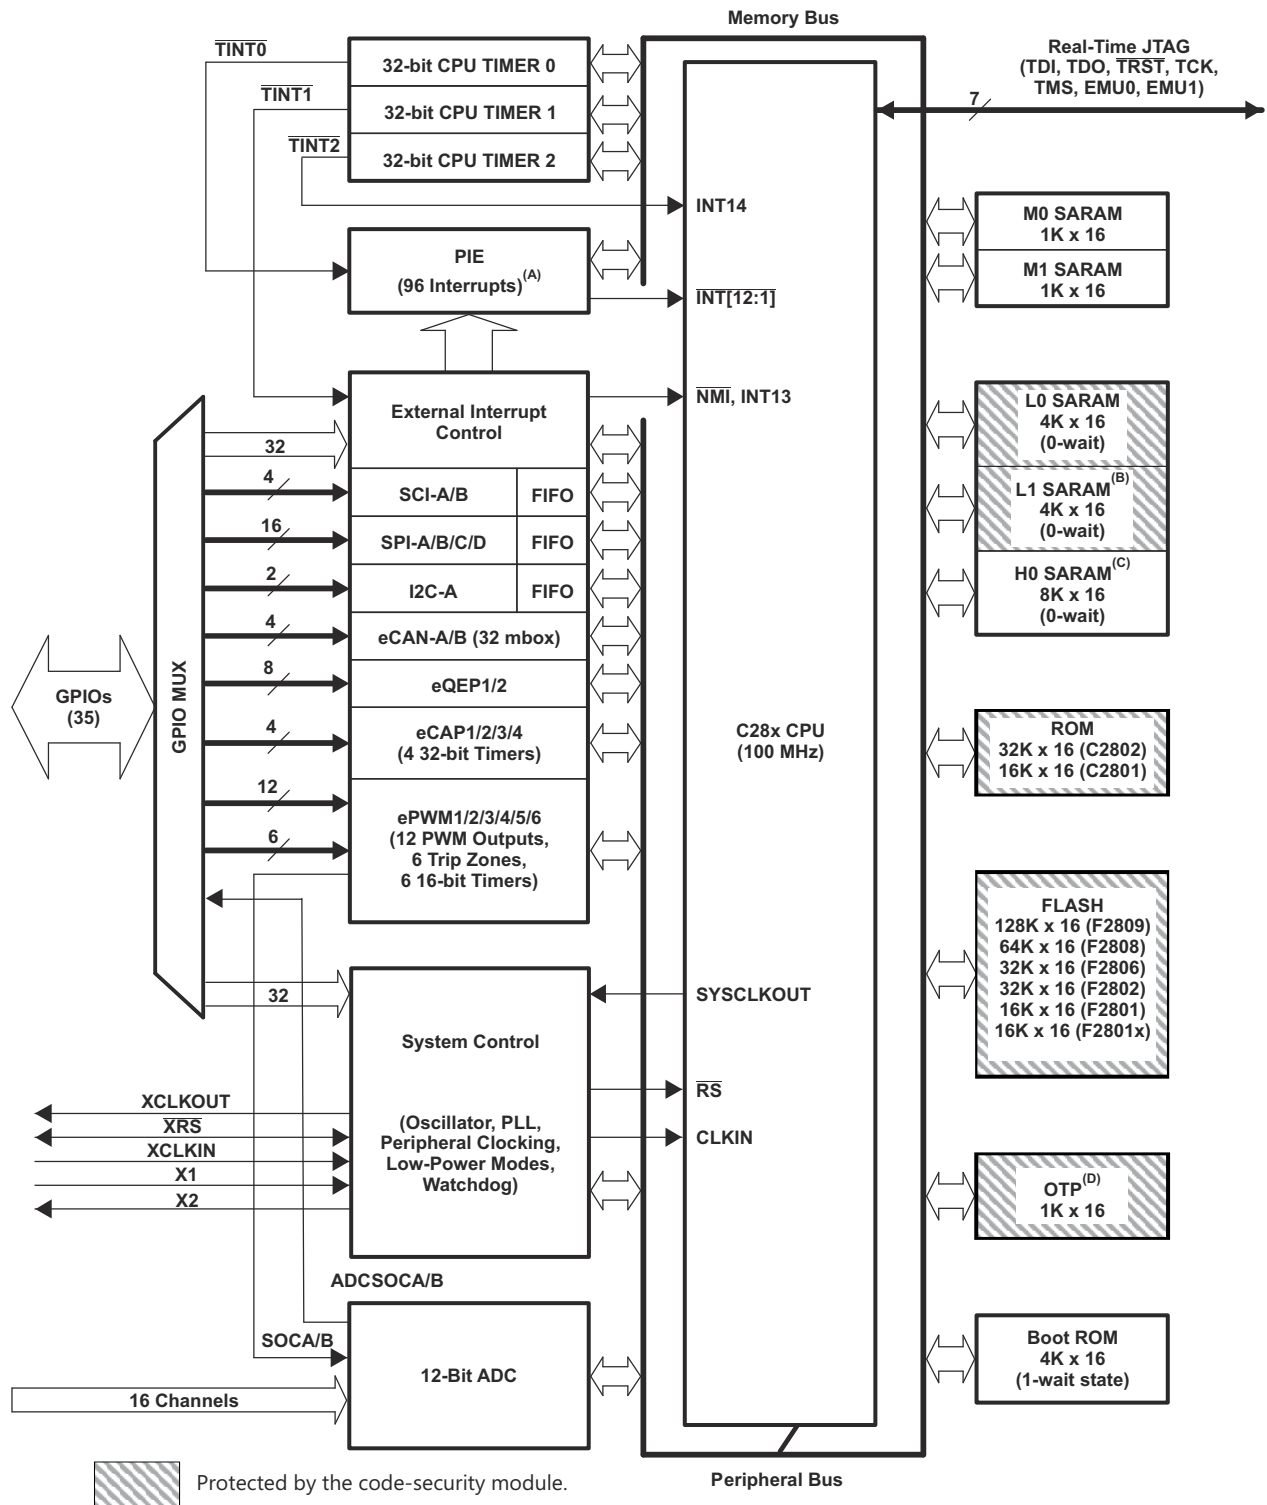 Memory Bus
TINT0
32-bit CPU TIMER 0
Real-Time JTAG
(TDI, TDO, TRST, TCK,
TMS, EMU0, EMU1)
7
TINT1
32-bit CPU TIMER 1
TINT2
32-bit CPU TIMER 2
INT14
M0 SARAM
1K x 16
PIE
(96 Interrupts)(A)
M1 SARAM
1K x 16
INT[12:1]
External Interrupt
Control
NMI, INT13
32
L0 SARAM
4K x 16
(0-wait)
4
SCI-A/B
FIFO
L1 SARAM(B)
4K x 16
(0-wait)
16
SPI-A/B/C/D
FIFO
2
I2C-A
FIFO
H0 SARAM(C)
8K x 16
(0-wait)
4
eCAN-A/B (32 mbox)
8
eQEP1/2
GPIOs
(35)
GPIO MUX
4
eCAP1/2/3/4
(4 32-bit Timers)
C28x CPU
(100 MHz)
ROM
32K x 16 (C2802)
16K x 16 (C2801)
12
6
ePWM1/2/3/4/5/6
(12 PWM Outputs,
6 Trip Zones,
6 16-bit Timers)
FLASH
128K x 16 (F2809)
64K x 16 (F2808)
32K x 16 (F2806)
32K x 16 (F2802)
16K x 16 (F2801)
16K x 16 (F2801x)
32
SYSCLKOUT
System Control
(Oscillator, PLL,
Peripheral Clocking,
Low-Power Modes,
Watchdog)
RS
CLKIN
XCLKOUT
XRS
XCLKIN
X1
X2
OTP(D)
1K x 16
ADCSOCA/B
SOCA/B
12-Bit ADC
16 Channels
Boot ROM
4K x 16
(1-wait state)
Peripheral Bus
Protected by the code-security module.